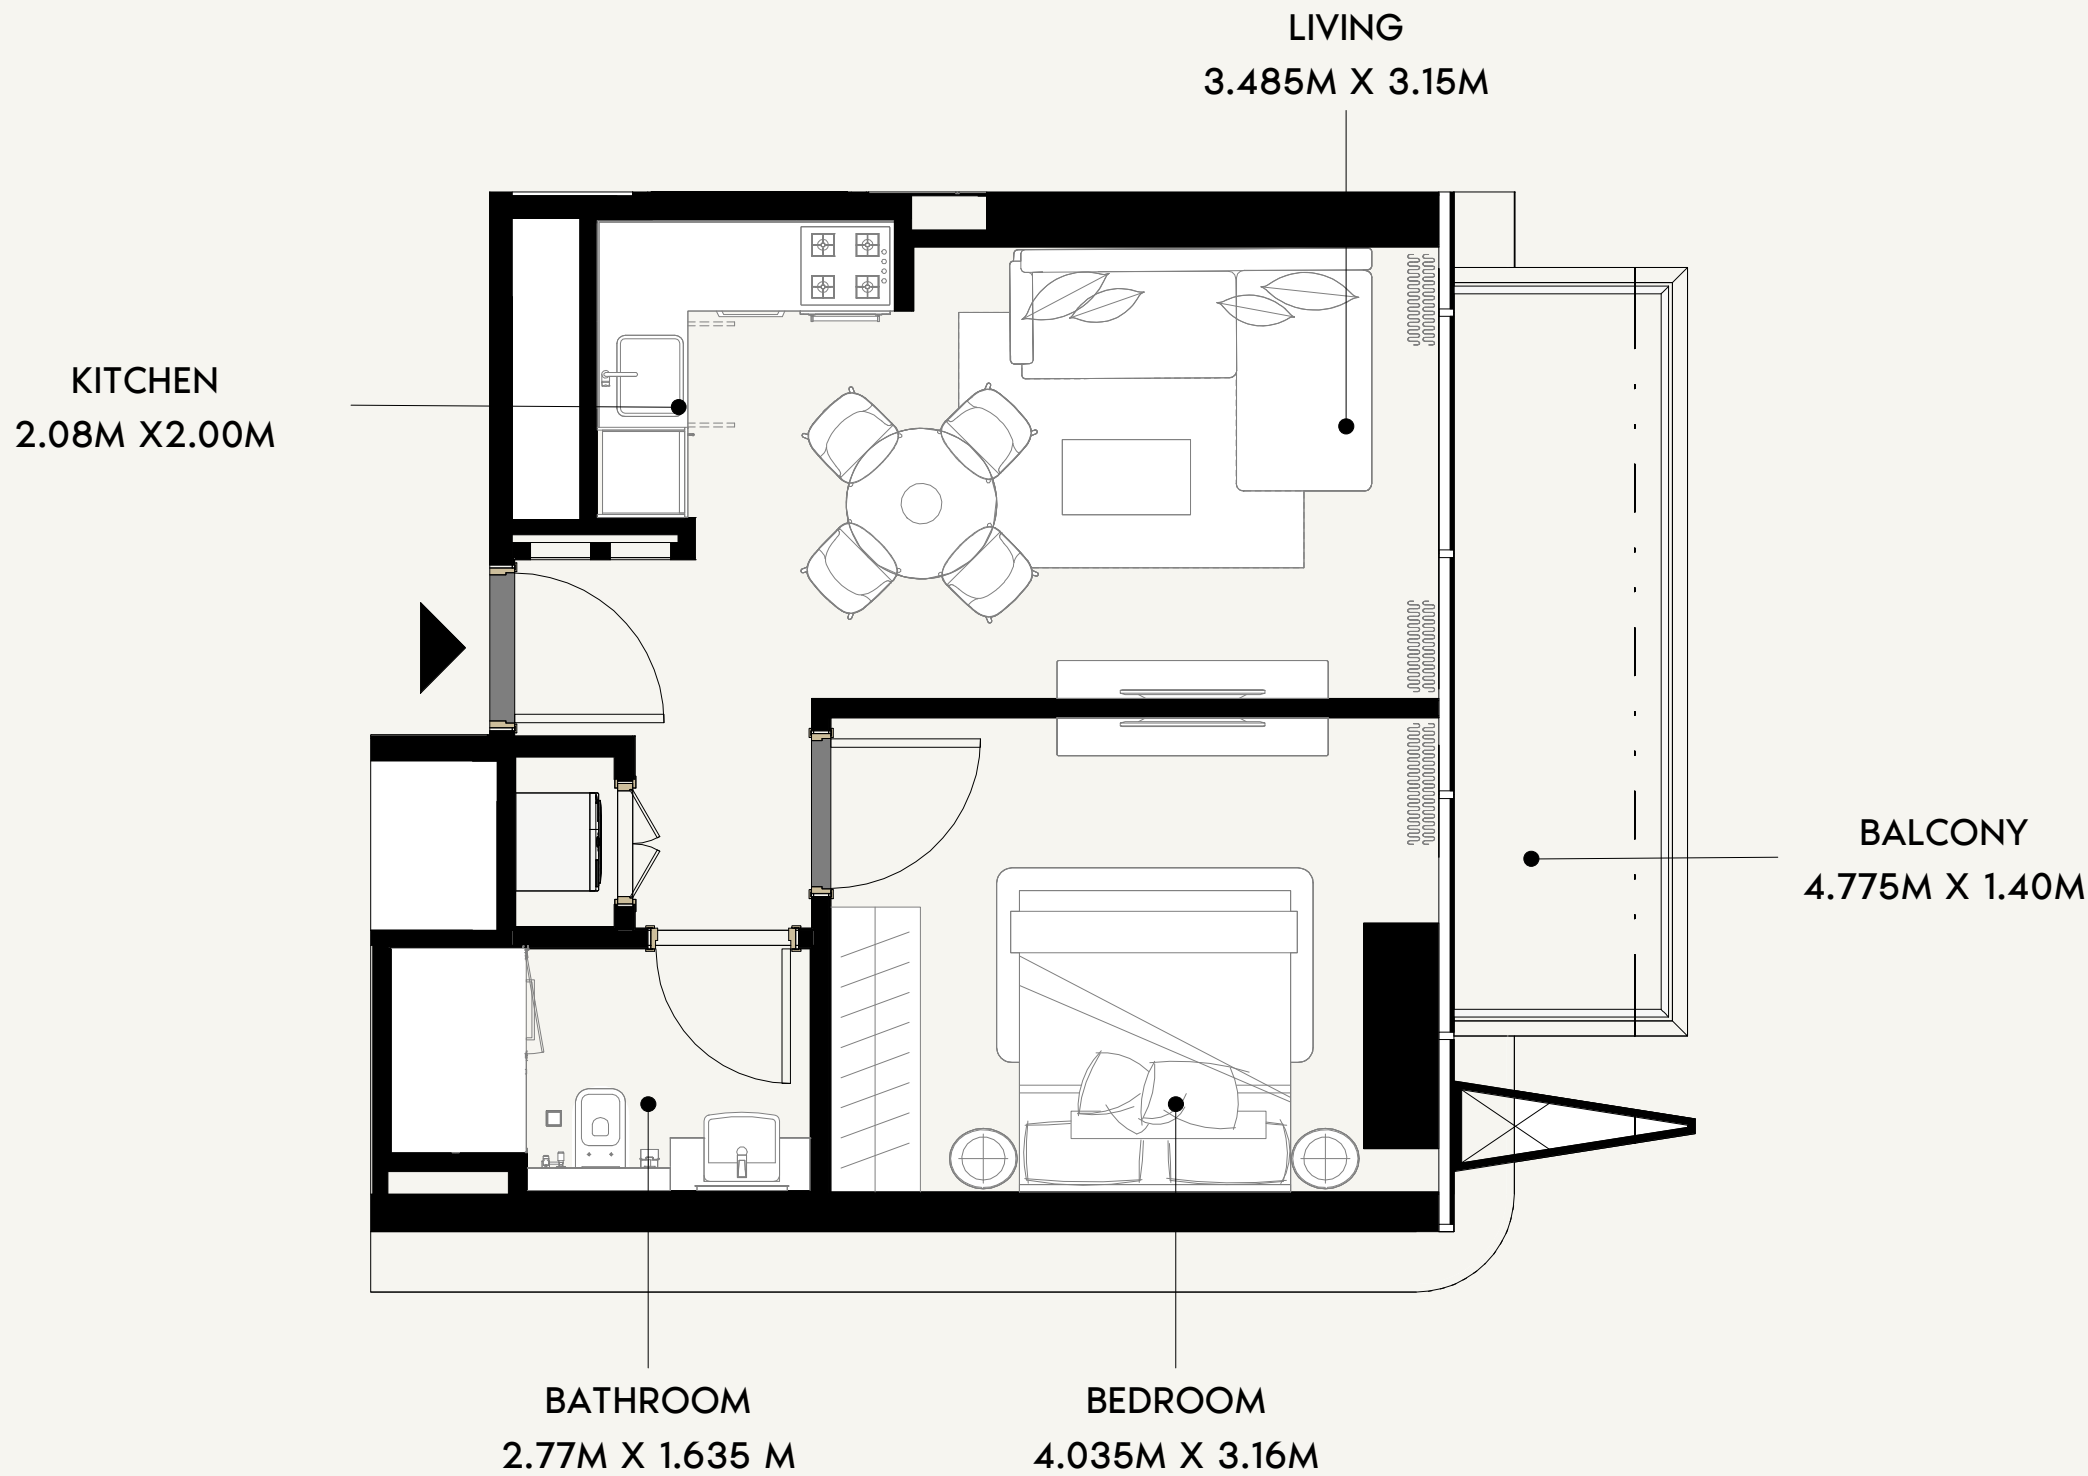 LIVING
3.485M X 3.15M
KITCHEN
2.08M X2.00M
BALCONY
4.775M X 1.40M
BATHROOM
2.77M X 1.635 M
BEDROOM
4.035M X 3.16M